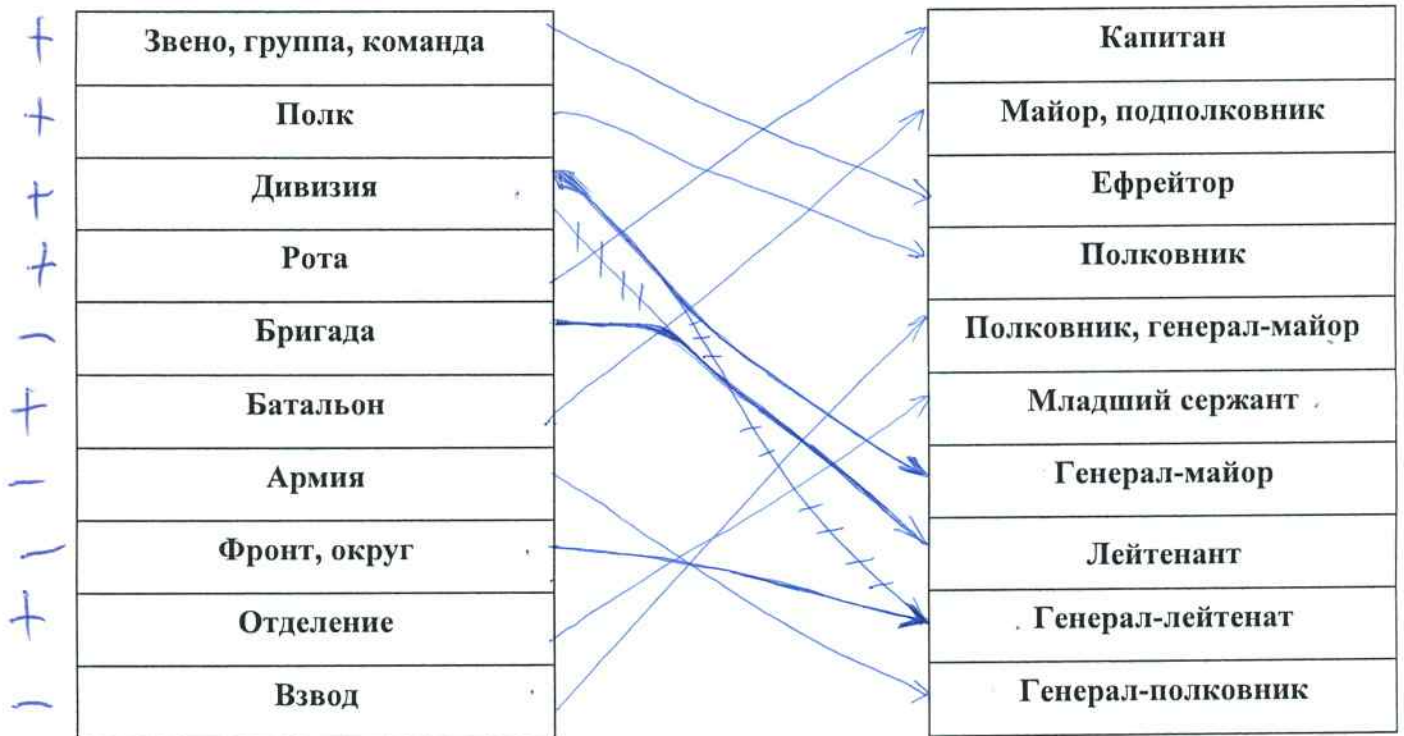 + Звено, группа, команда Капитан
+ Полк Майор, подполковник
+ Дивизия Ефрейтор
+ Рота Полковник
− Бригада Полковник, генерал-майор
+ Батальон Младший сержант
− Армия Генерал-майор
− Фронт, округ Лейтенант
+ Отделение Генерал-лейтенат
− Взвод Генерал-полковник